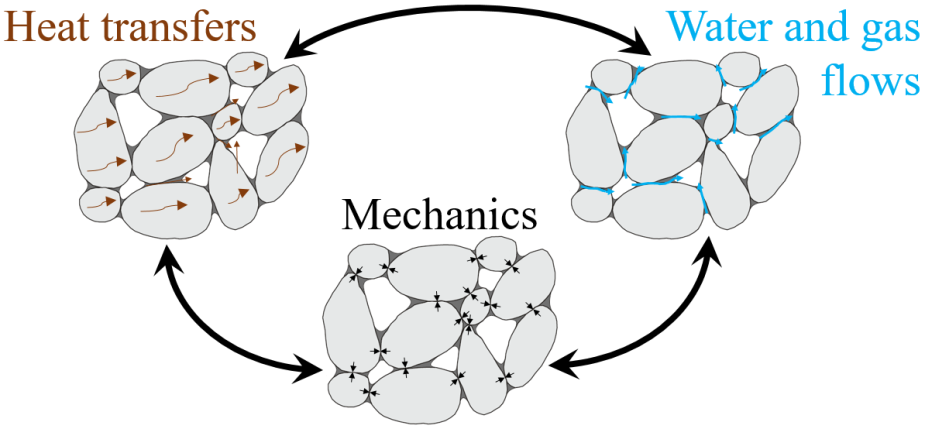 Heat transfers
Water and gas
flows
Mechanics